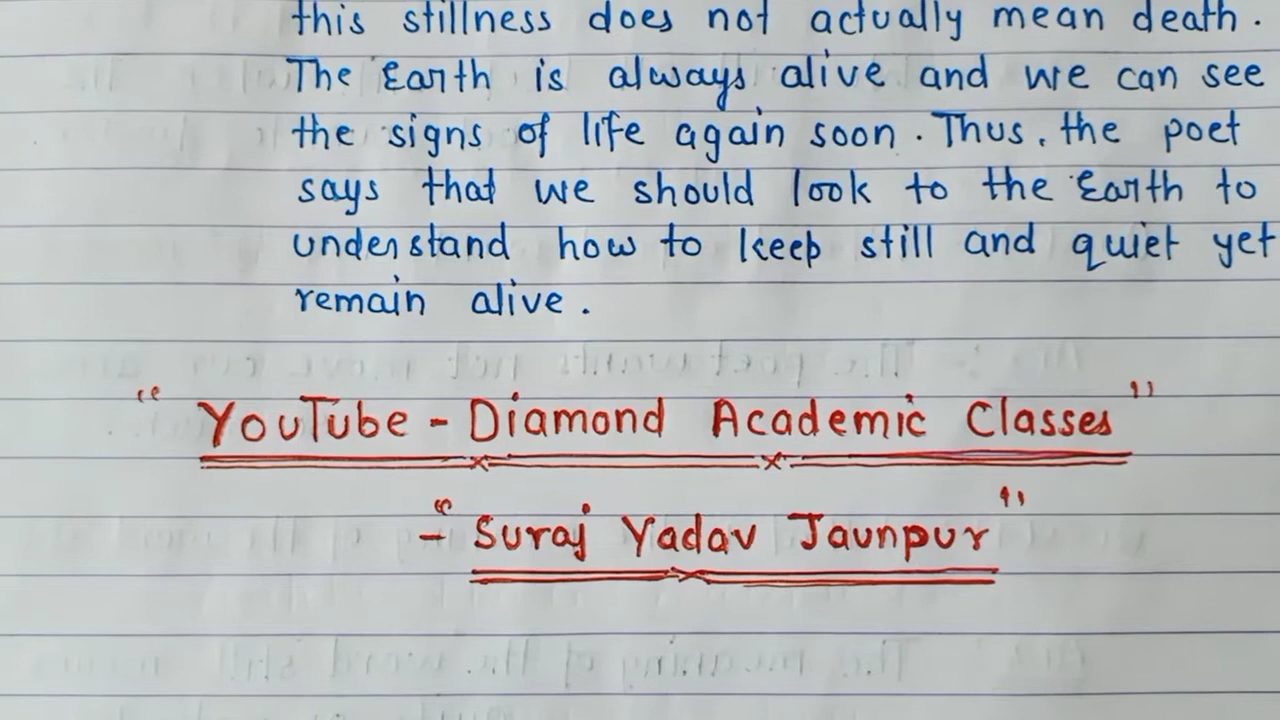 this stillness does not actually mean death.
The Earth is always alive and we can see
the signs of life again soon. Thus, the poet
says that we should look to the Earth to
understand how to keep still and quiet yet
remain alive.
"YouTube - Diamond Academic Classes"
- "Suraj Yadav Jaunpur"